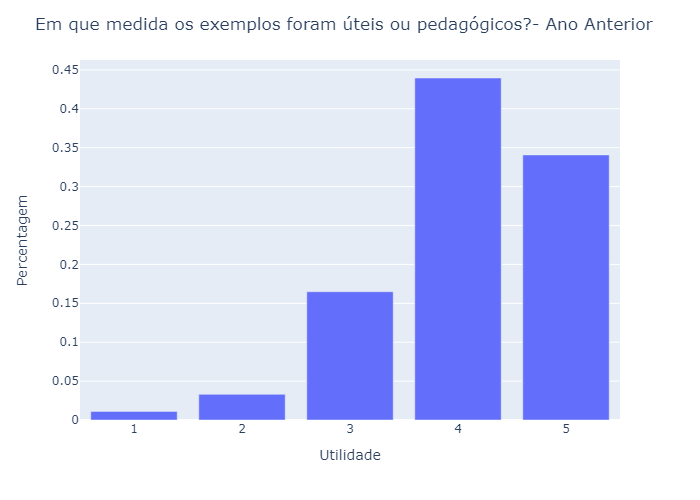 Em que medida os exemplos foram úteis ou pedagógicos?- Ano Anterior
0.45
0.4
0.35
0.3
0.25
0.2
0.15
0.1
0.05
0
Percentagem
1 2 3 4 5
Utilidade